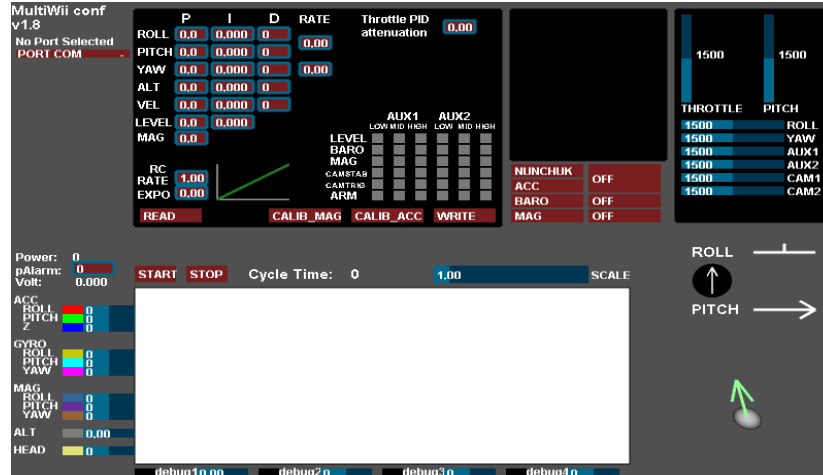 MultiWii conf
v1.8
No Port Selected
PORT COM
P I D RATE
Throttle PID
attenuation 0,00
ROLL 0,0 0,000 0
PITCH 0,0 0,000 0
0,00
YAW 0,0 0,000 0 0,00
ALT 0,0 0,000 0
VEL 0,0 0,000 0
LEVEL 0,0 0,000
MAG 0,0
AUX1 AUX2
LOW MID HIGH LOW MID HIGH
LEVEL
BARO
MAG
CAMSTAB
CAMTRIG
ARM
RC
RATE 1,00
EXPO 0,00
READ CALIB_MAG CALIB_ACC WRITE
NUNCHUK
ACC OFF
BARO OFF
MAG OFF
1500 1500
THROTTLE PITCH
1500 ROLL
1500 YAW
1500 AUX1
1500 AUX2
1500 CAM1
1500 CAM2
Power: 0
pAlarm: 0
Volt: 0.000
START STOP Cycle Time: 0 1,00 SCALE
ROLL
PITCH
ACC
ROLL 0
PITCH 0
Z 0
GYRO
ROLL 0
PITCH 0
YAW 0
MAG
ROLL 0
PITCH 0
YAW 0
ALT 0,00
HEAD 0
debug1 0,00 debug2 0 debug3 0 debug4 0